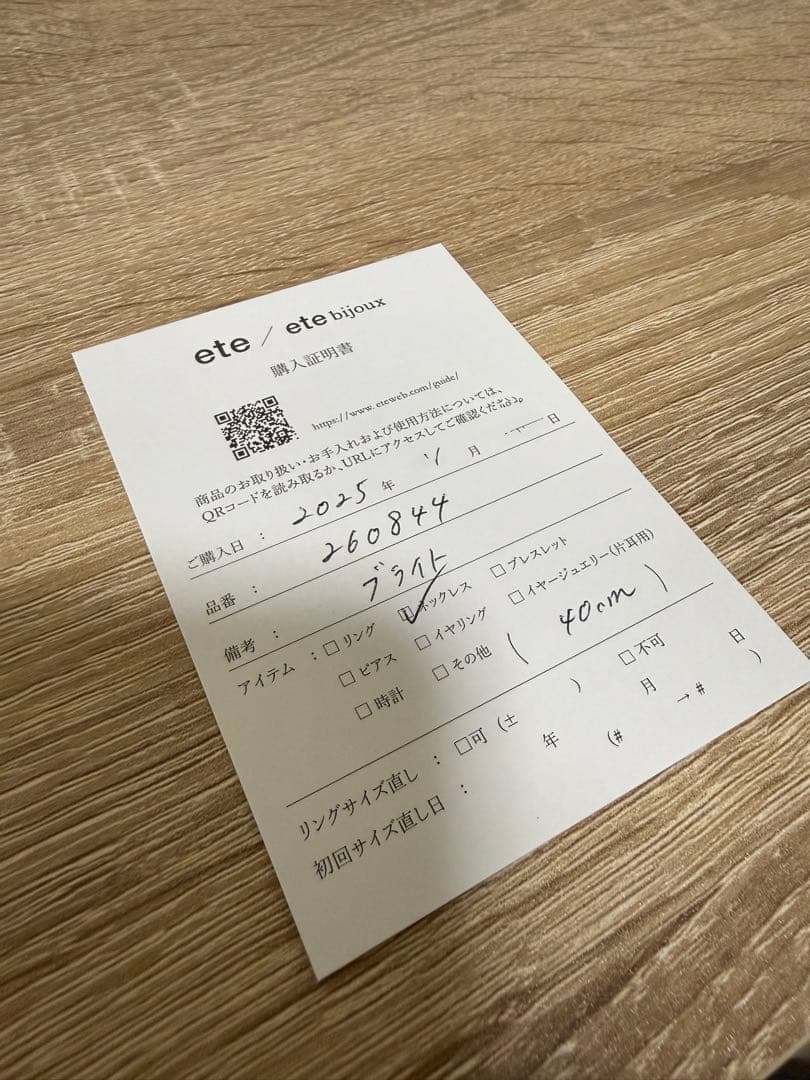 ete / ete bijoux
購入証明書
https://www.eteweb.com/guide/
商品のお取り扱い・お手入れおよび使用方法については、
QRコードを読み取るか、URLにアクセスしてご確認ください。
ご購入日 : 2025 年 月 日
品番 : 260844
備考 : ブライト
アイテム : □ リング ☑ ネックレス □ ブレスレット
□ ピアス □ イヤリング □ イヤージュエリー(片耳用)
□ 時計 □ その他 ( 40cm )
リングサイズ直し : □可 (± ) □不可
初回サイズ直し日 : 年 月 日
(# → # )